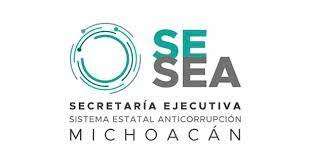 SE
SEA
SECRETARÍA EJECUTIVA
SISTEMA ESTATAL ANTICORRUPCIÓN
MICHOACÁN